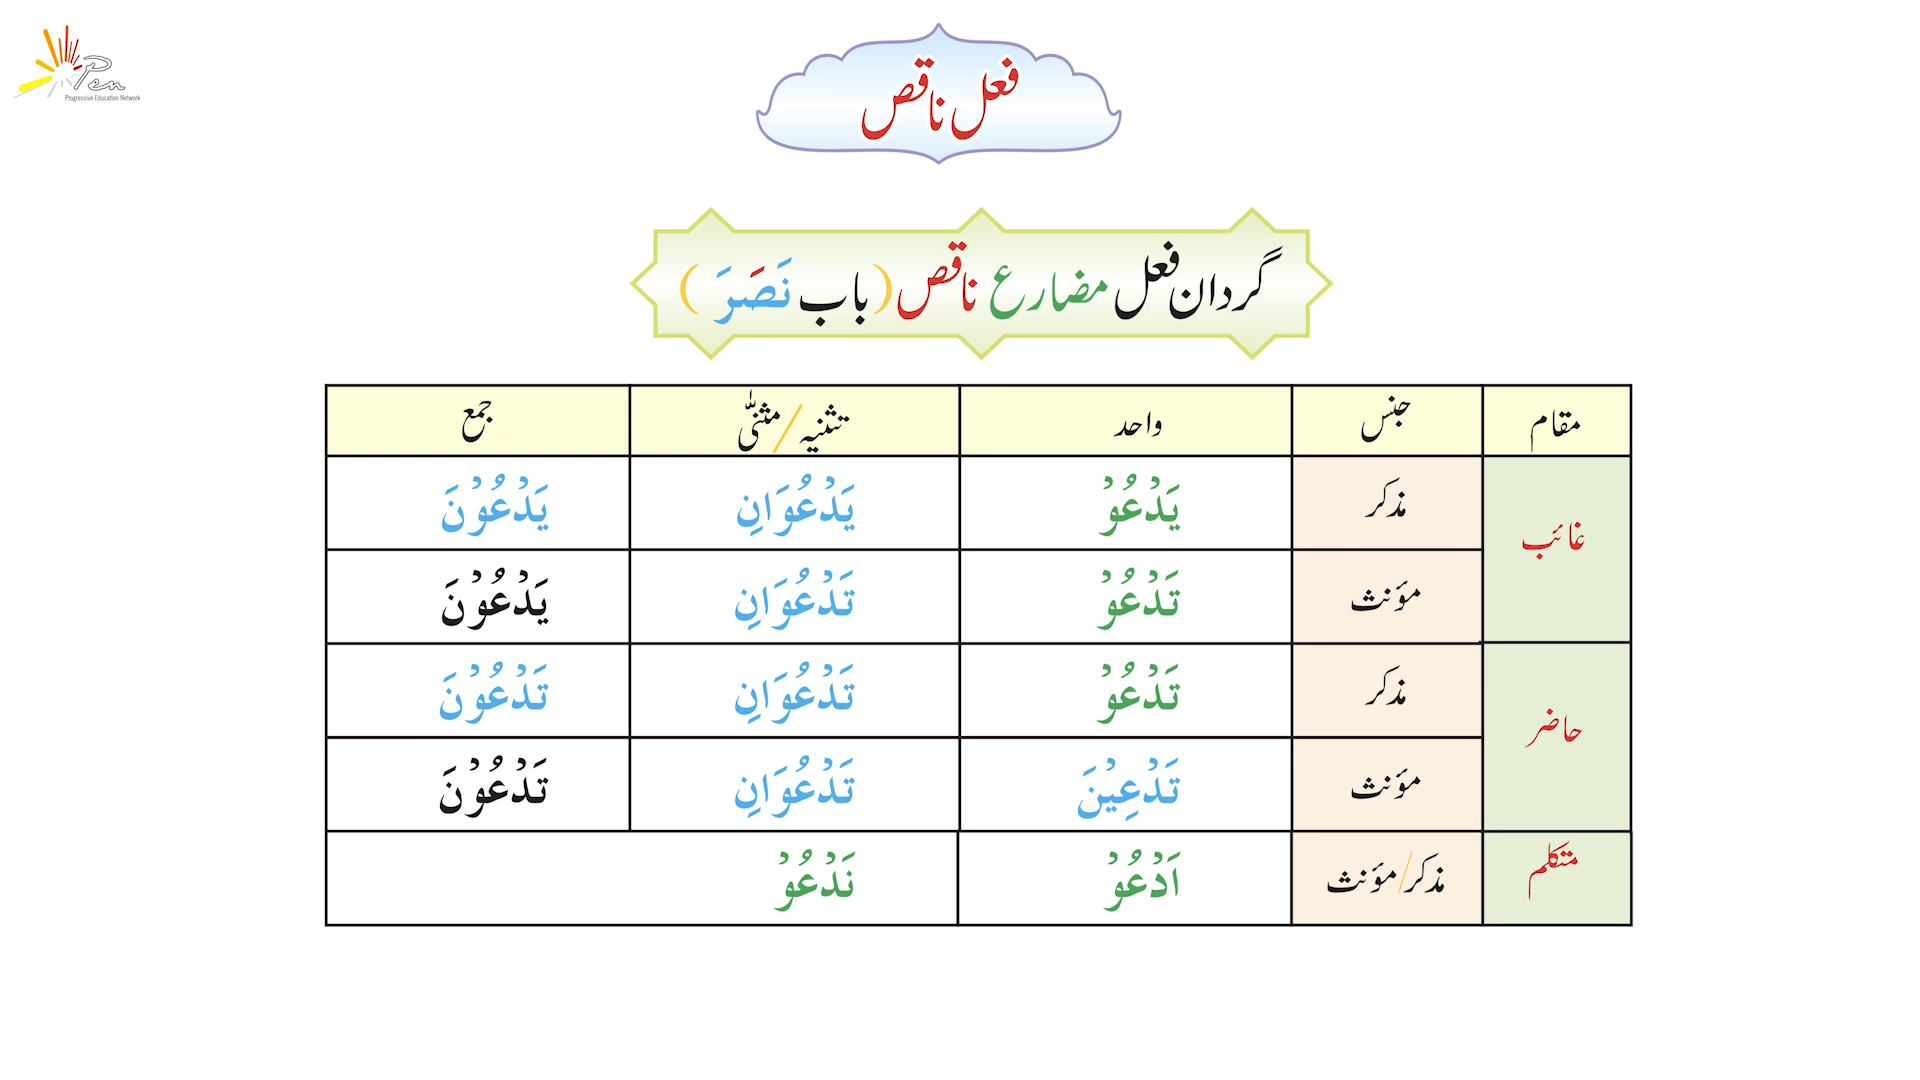 Pen
Progressive Education Network
فعل ناقص
گردان فعل مضارع ناقص (باب نَصَرَ)
مقام جنس واحد تثنیہ/مثنیّٰ جمع
غائب مذکر یَدْعُوْ یَدْعُوَانِ یَدْعُوْنَ
مؤنث تَدْعُوْ تَدْعُوَانِ یَدْعُوْنَ
حاضر مذکر تَدْعُوْ تَدْعُوَانِ تَدْعُوْنَ
مؤنث تَدْعِیْنَ تَدْعُوَانِ تَدْعُوْنَ
متکلم مذکر/مؤنث اَدْعُوْ نَدْعُوْ